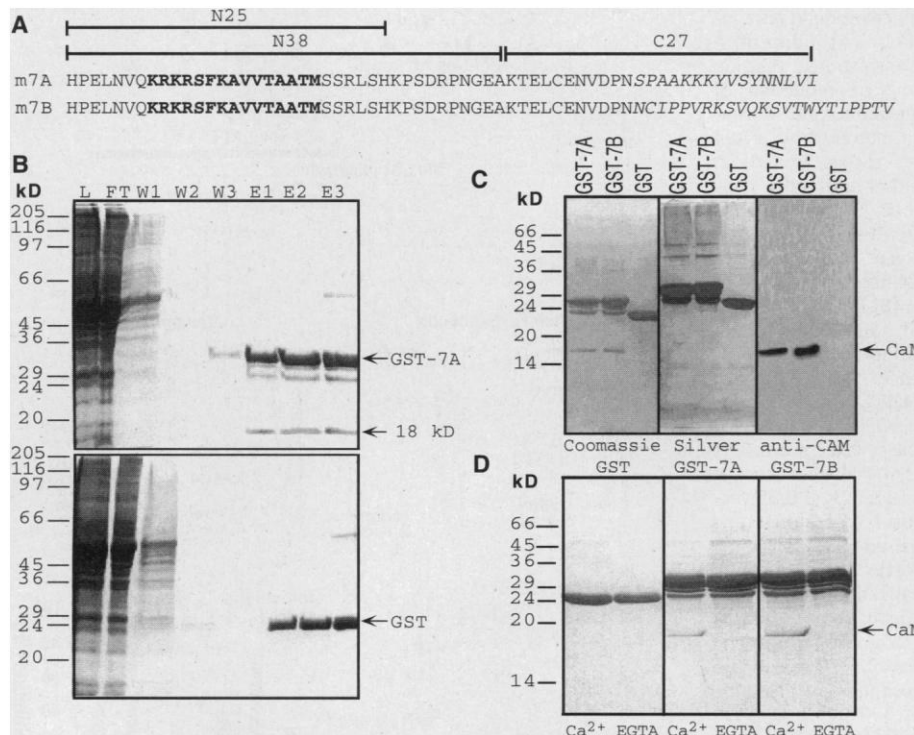 A
N25
N38 C27
m7A HPELNVQKRKRSFKAVVTAATMSSRLSHKPSDRPNGEAKTELCENVDPNSPAAKKKYVSYNNLVI
m7B HPELNVQKRKRSFKAVVTAATMSSRLSHKPSDRPNGEAKTELCENVDPNNCIPPVRKSVQKSVTWYTIPPTV
B
kD L FT W1 W2 W3 E1 E2 E3
205
116
97
66
45
36
29
24
20
GST-7A
18 kD
205
116
97
66
45
36
29
24
20
GST
C
kD GST-7A GST-7B GST GST-7A GST-7B GST GST-7A GST-7B GST
66
45
36
29
24
20
14
CaM
Coomassie Silver anti-CAM
D
kD GST GST-7A GST-7B
66
45
36
29
24
20
14
CaM
Ca2+ EGTA Ca2+ EGTA Ca2+ EGTA